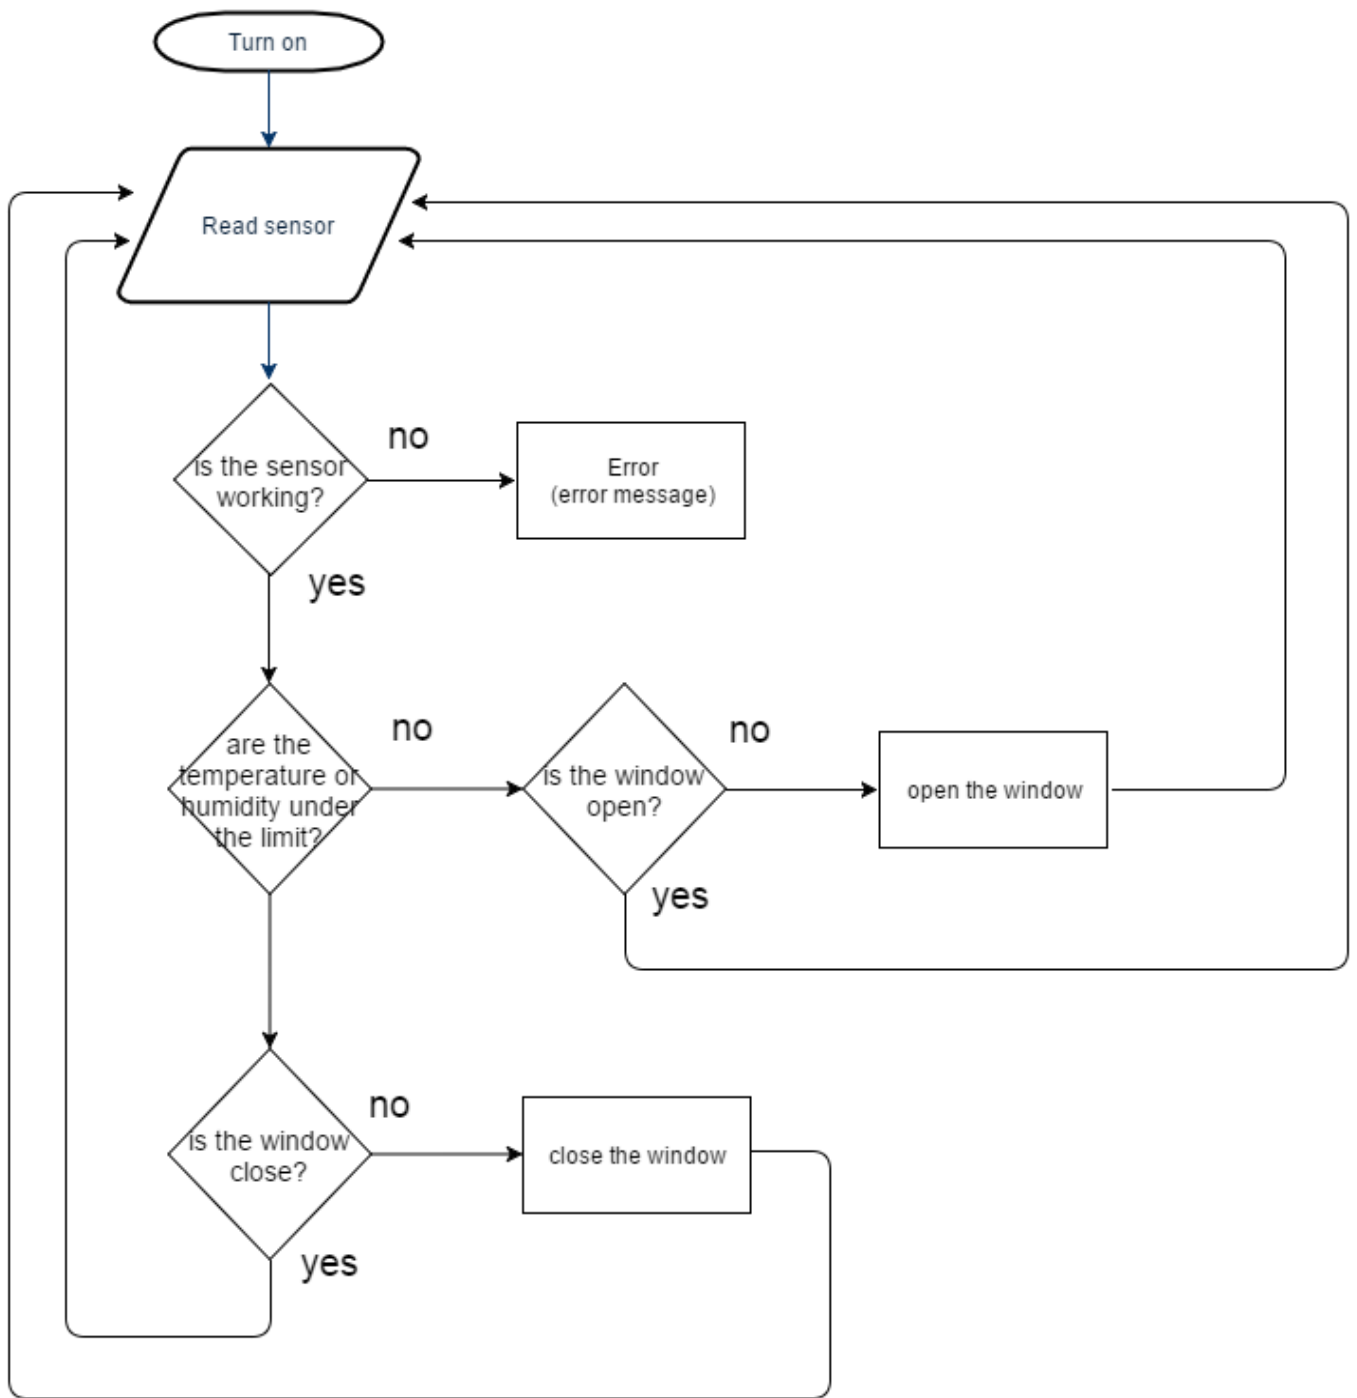 Turn on
Read sensor
no
is the sensor
working?
Error
(error message)
yes
no
no
are the
temperature or
humidity under
the limit?
is the window
open?
open the window
yes
no
is the window
close?
close the window
yes